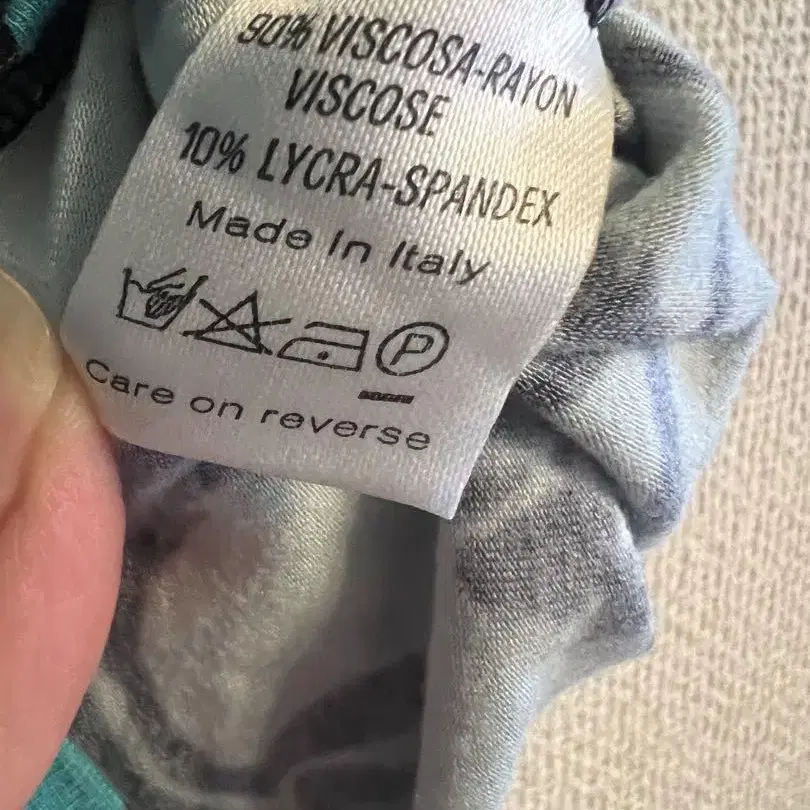 90% VISCOSA-RAYON
VISCOSE
10% LYCRA-SPANDEX
Made In Italy
P
Care on reverse